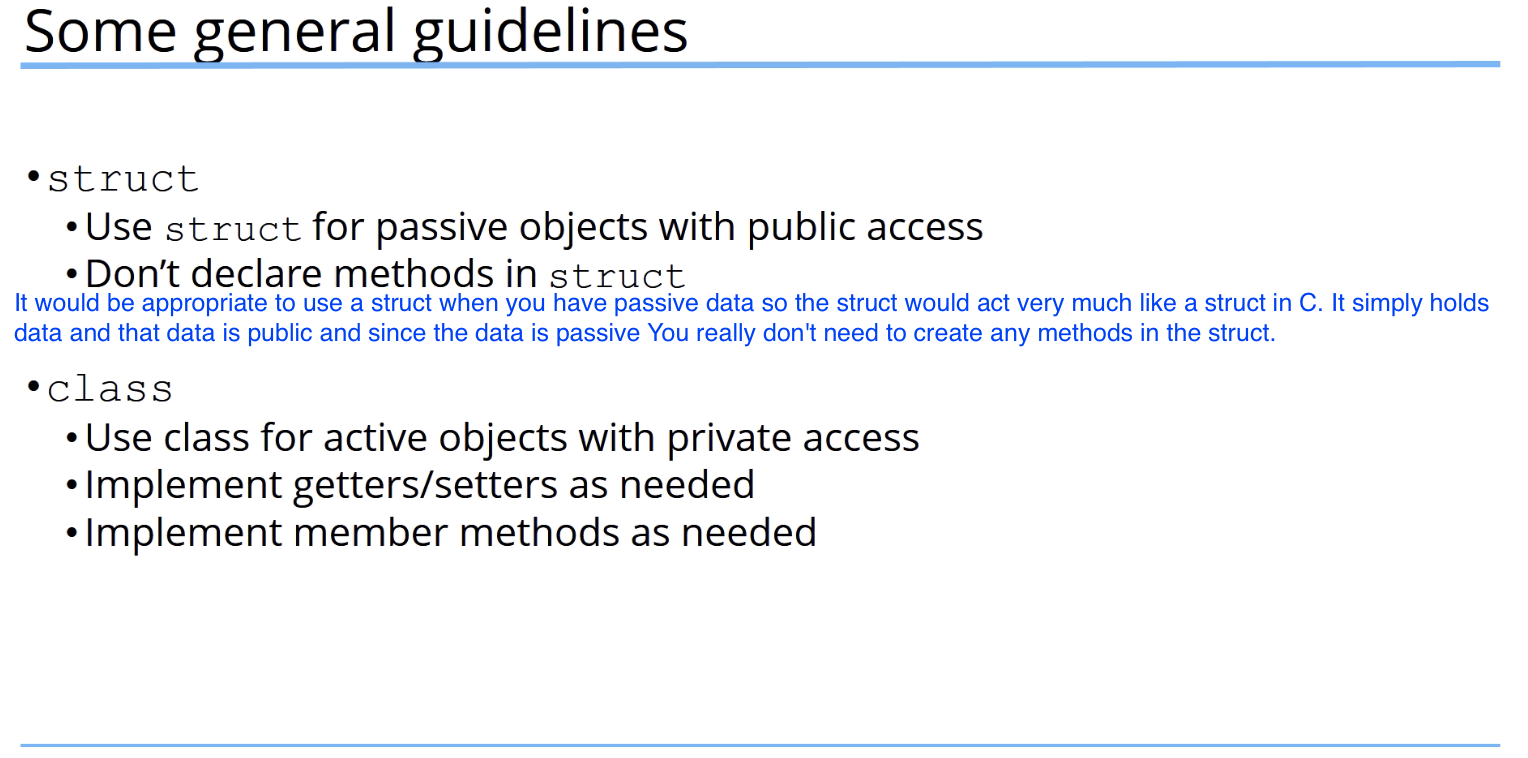 Some general guidelines
•struct
•Use struct for passive objects with public access
•Don’t declare methods in struct
It would be appropriate to use a struct when you have passive data so the struct would act very much like a struct in C. It simply holds
data and that data is public and since the data is passive You really don't need to create any methods in the struct.
•class
•Use class for active objects with private access
•Implement getters/setters as needed
•Implement member methods as needed